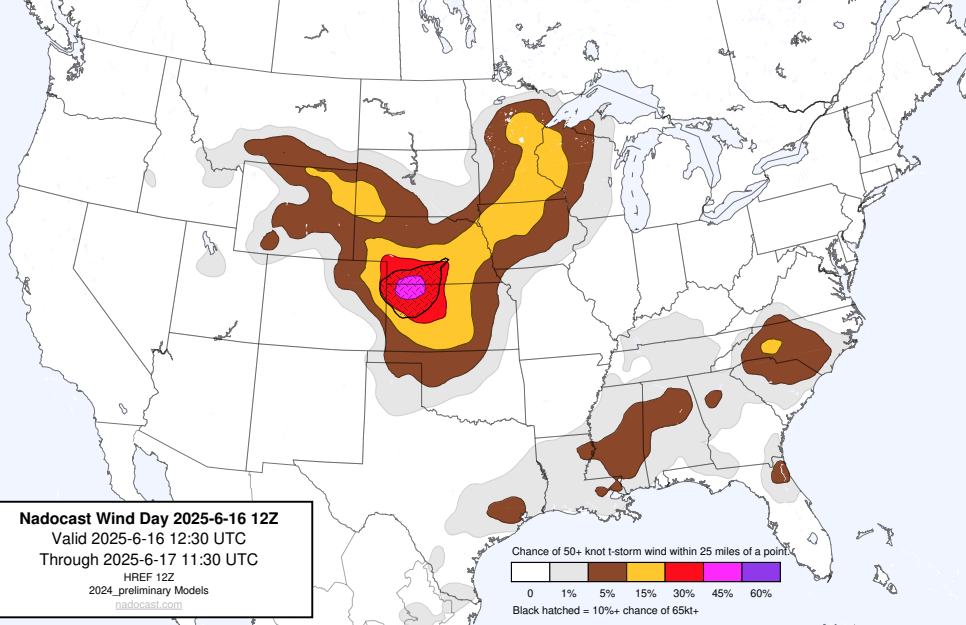 Nadocast Wind Day 2025-6-16 12Z
Valid 2025-6-16 12:30 UTC
Through 2025-6-17 11:30 UTC
HREF 12Z
2024_preliminary Models
nadocast.com
Chance of 50+ knot t-storm wind within 25 miles of a point.
0 1% 5% 15% 30% 45% 60%
Black hatched = 10%+ chance of 65kt+